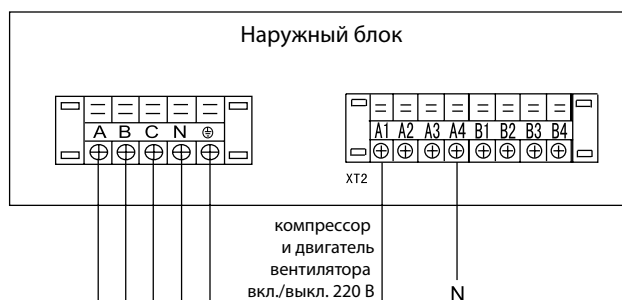 Наружный блок
A B C N
A1 A2 A3 A4 B1 B2 B3 B4
XT2
компрессор
и двигатель
вентилятора
вкл./выкл. 220 В
N